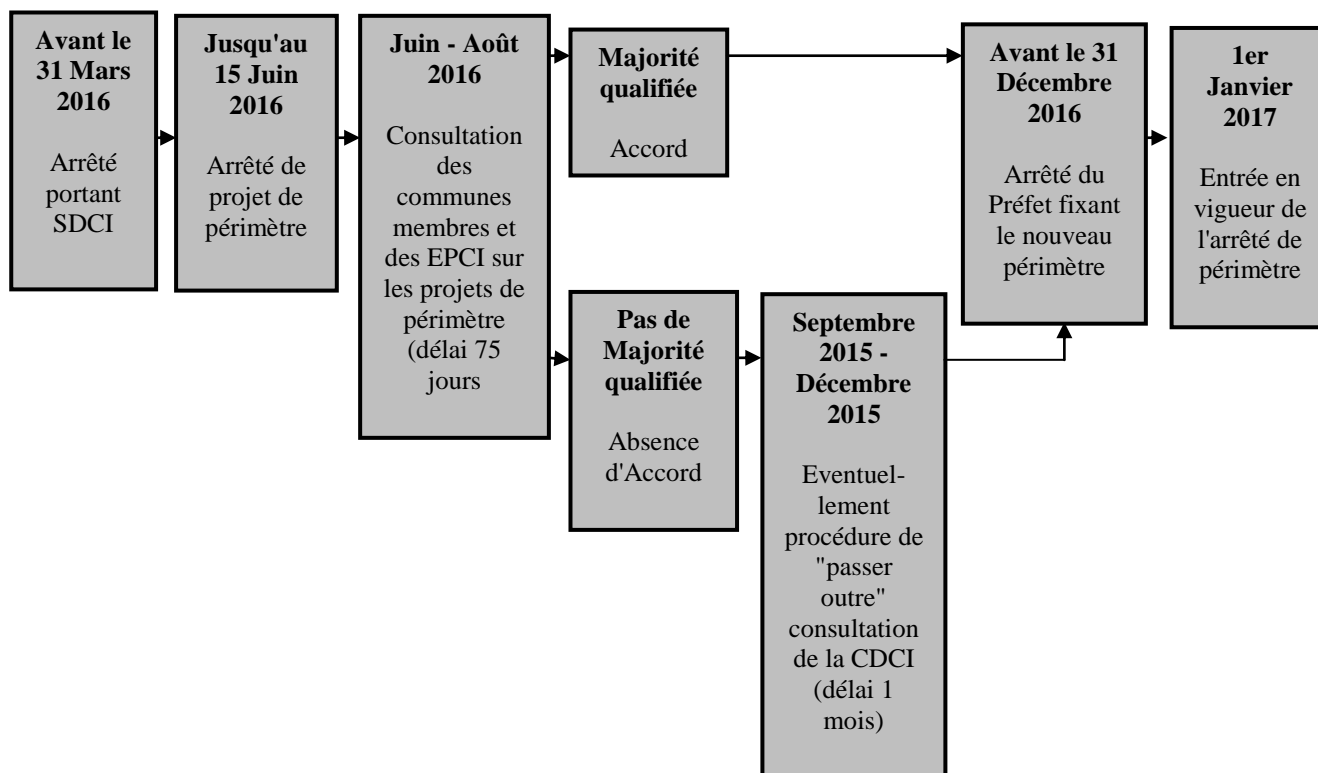 Avant le
31 Mars
2016
Arrêté
portant
SDCI
Jusqu'au
15 Juin
2016
Arrêté de
projet de
périmètre
Juin - Août
2016
Consultation
des
communes
membres et
des EPCI sur
les projets de
périmètre
(délai 75
jours
Majorité
qualifiée
Accord
Pas de
Majorité
qualifiée
Absence
d'Accord
Septembre
2015 -
Décembre
2015
Eventuel-
lement
procédure de
"passer
outre"
consultation
de la CDCI
(délai 1
mois)
Avant le 31
Décembre
2016
Arrêté du
Préfet fixant
le nouveau
périmètre
1er
Janvier
2017
Entrée en
vigueur de
l'arrêté de
périmètre